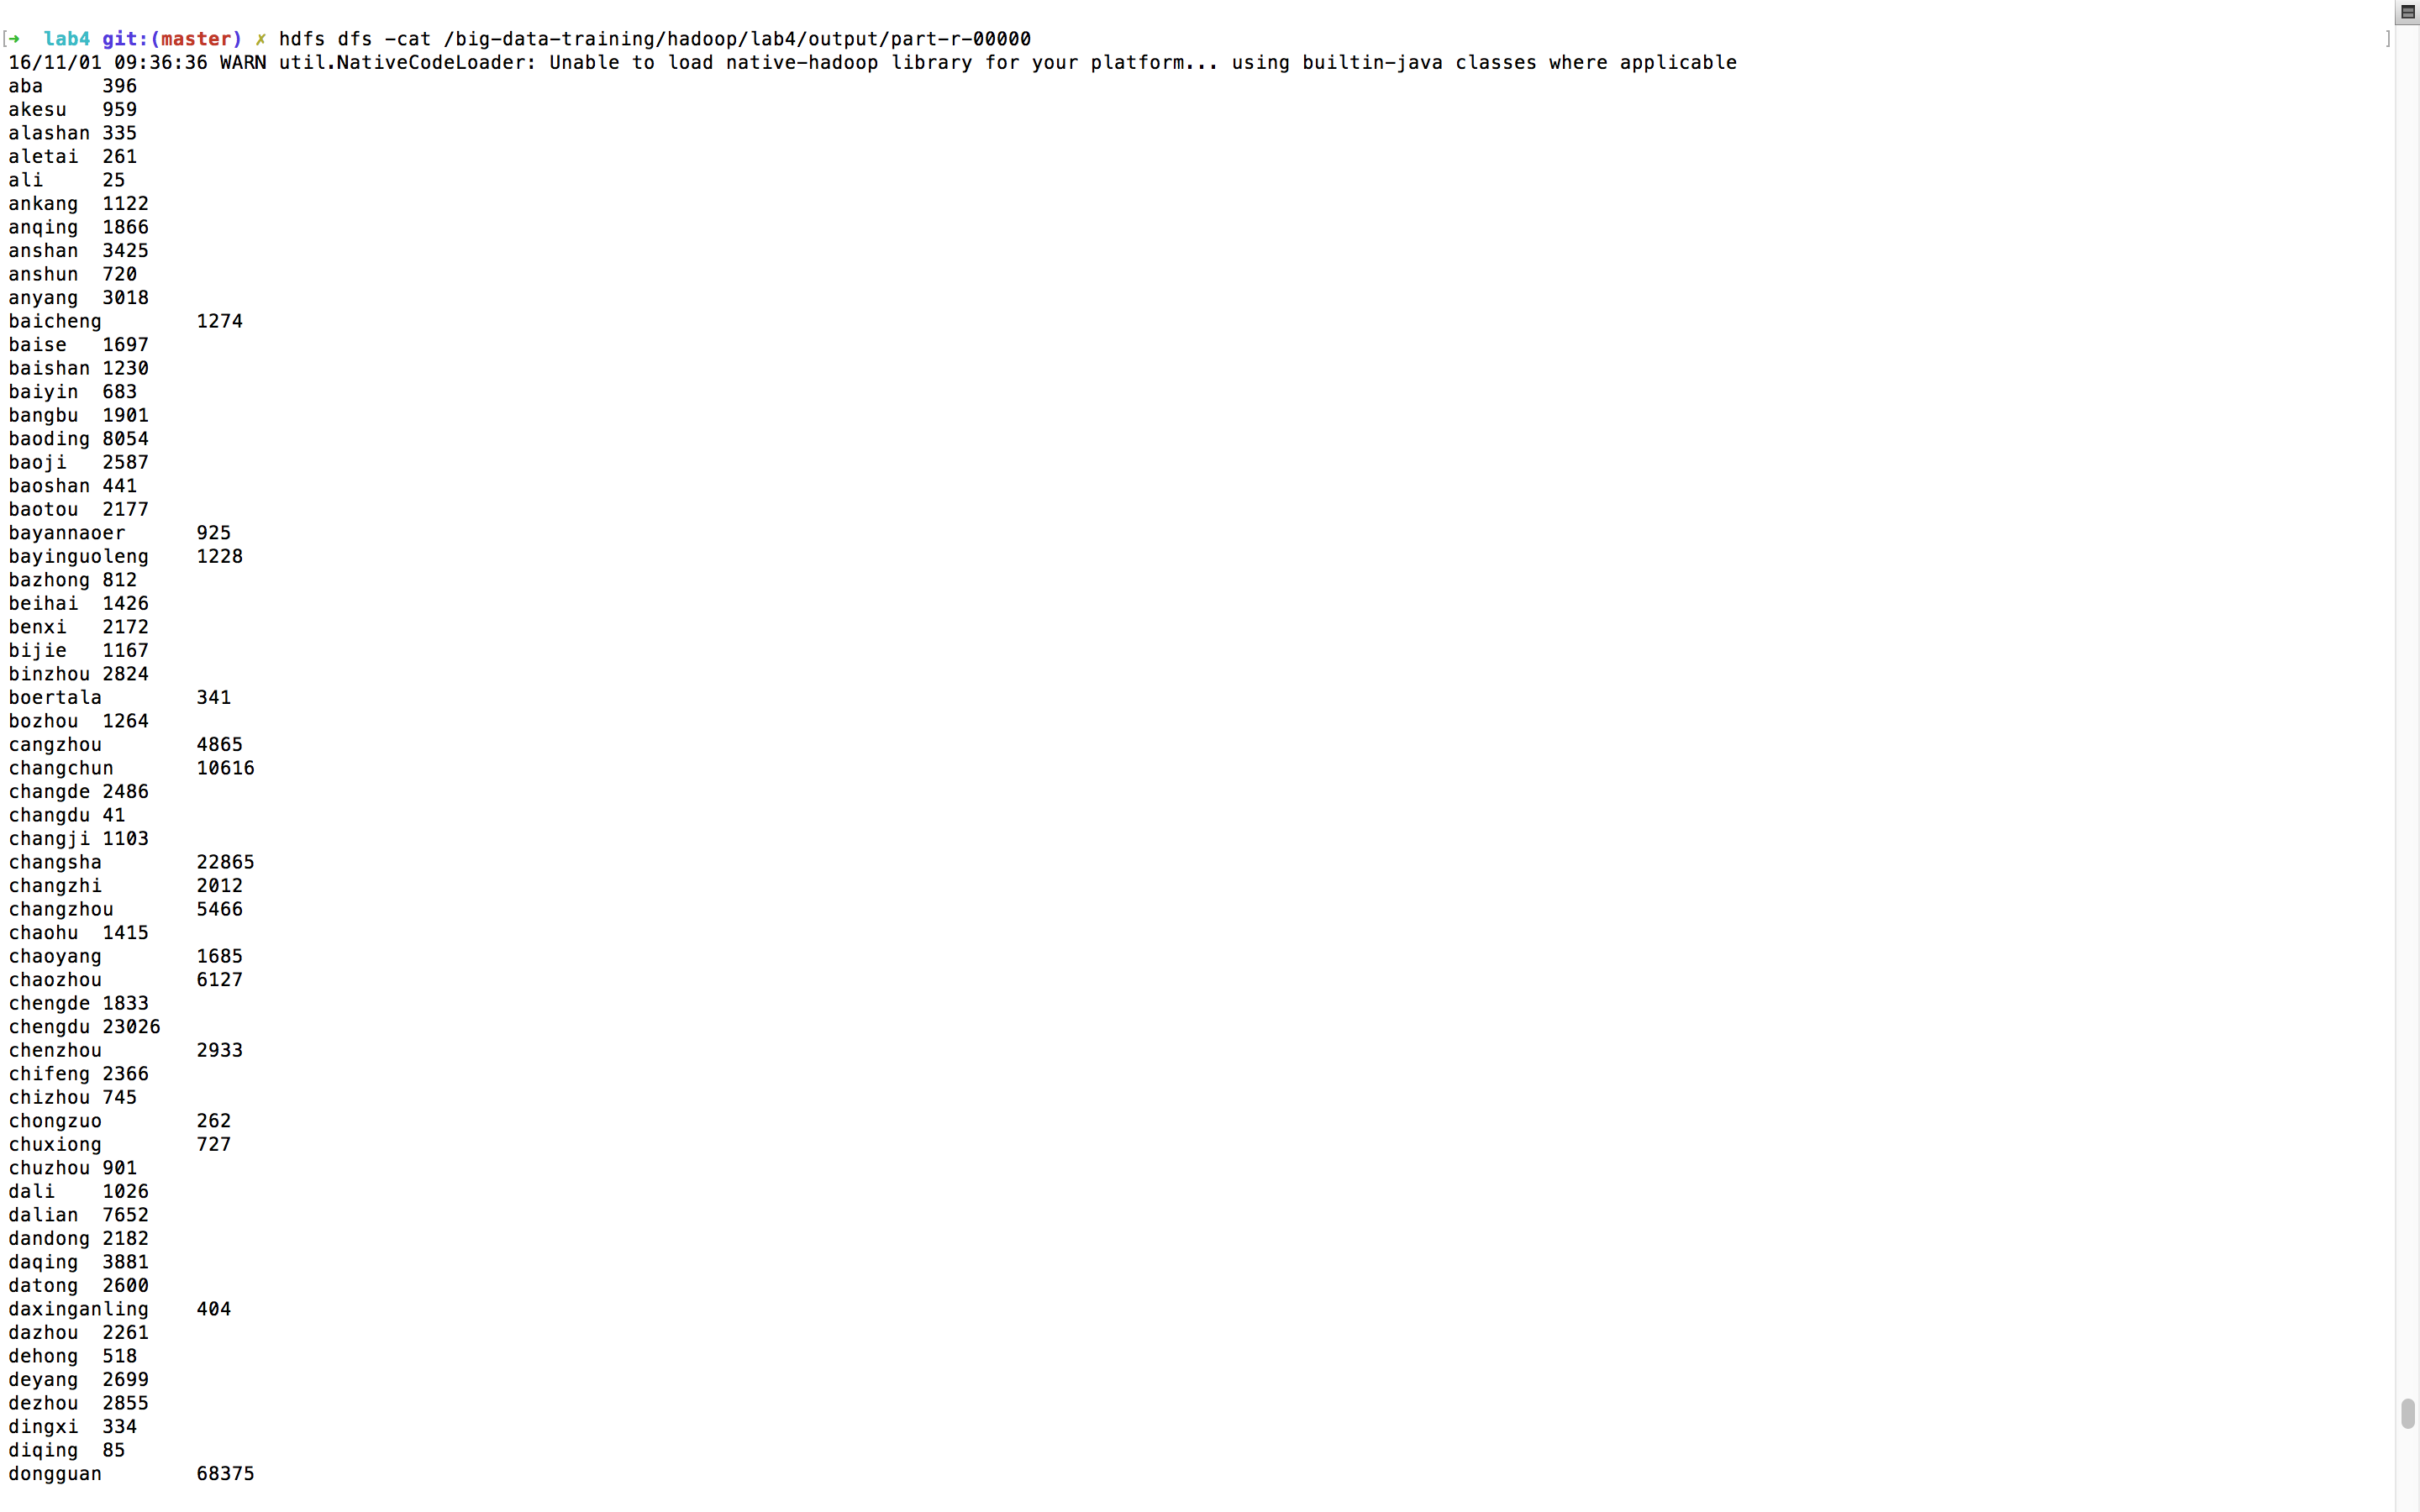 [➜  lab4 git:(master) ✗ hdfs dfs -cat /big-data-training/hadoop/lab4/output/part-r-00000 ]
16/11/01 09:36:36 WARN util.NativeCodeLoader: Unable to load native-hadoop library for your platform... using builtin-java classes where applicable
aba	396
akesu	959
alashan	335
aletai	261
ali	25
ankang	1122
anqing	1866
anshan	3425
anshun	720
anyang	3018
baicheng	1274
baise	1697
baishan	1230
baiyin	683
bangbu	1901
baoding	8054
baoji	2587
baoshan	441
baotou	2177
bayannaoer	925
bayinguoleng	1228
bazhong	812
beihai	1426
benxi	2172
bijie	1167
binzhou	2824
boertala	341
bozhou	1264
cangzhou	4865
changchun	10616
changde	2486
changdu	41
changji	1103
changsha	22865
changzhi	2012
changzhou	5466
chaohu	1415
chaoyang	1685
chaozhou	6127
chengde	1833
chengdu	23026
chenzhou	2933
chifeng	2366
chizhou	745
chongzuo	262
chuxiong	727
chuzhou	901
dali	1026
dalian	7652
dandong	2182
daqing	3881
datong	2600
daxinganling	404
dazhou	2261
dehong	518
deyang	2699
dezhou	2855
dingxi	334
diqing	85
dongguan	68375